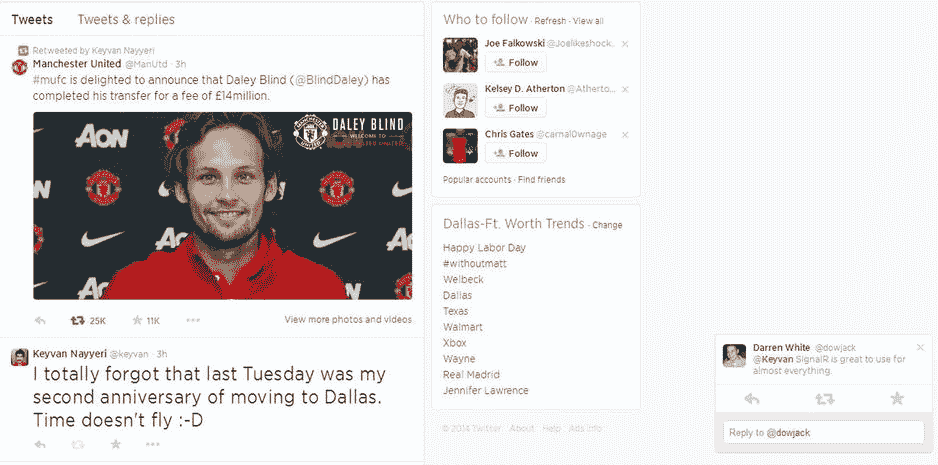 Tweets Tweets & replies
Retweeted by Keyvan Nayyeri
Manchester United @ManUtd · 3h
#mufc is delighted to announce that Daley Blind (@BlindDaley) has
completed his transfer for a fee of £14million.
AON
DALEY BLIND
WELCOME TO
25K 11K
View more photos and videos
Keyvan Nayyeri @keyvan · 3h
I totally forgot that last Tuesday was my
second anniversary of moving to Dallas.
Time doesn't fly :-D
Who to follow · Refresh · View all
Joe Falkowski @Joelikeshock..
Follow
Kelsey D. Atherton @Atherto...
Follow
Chris Gates @carnal0wnage
Follow
Popular accounts · Find friends
Dallas-Ft. Worth Trends · Change
Happy Labor Day
#withoutmatt
Welbeck
Dallas
Texas
Walmart
Xbox
Wayne
Real Madrid
Jennifer Lawrence
© 2014 Twitter About Help Ads info
Darren White @dowjack
@Keyvan SignalR is great to use for
almost everything.
Reply to @dowjack